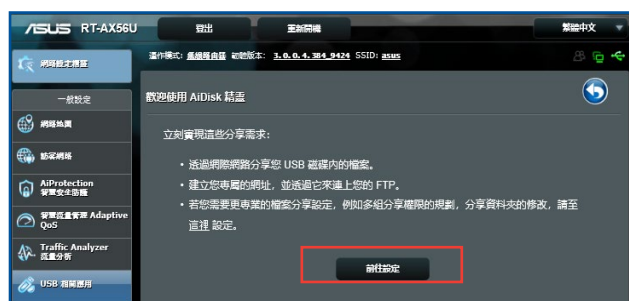 ASUS RT-AX56U 登出 重新開機 繁體中文
操作模式: 無線路由器 韌體版本: 3.0.0.4.384_9424 SSID: asus
網路設定精靈
一般設定
歡迎使用 AiDisk 精靈
網路地圖
立刻實現這些分享需求:
訪客網路
• 透過網際網路分享您 USB 磁碟內的檔案。
• 建立您專屬的網址, 並透過它來連上您的 FTP。
AiProtection
智慧安全防護
• 若您需要更專業的檔案分享設定, 例如多組分享權限的規劃, 分享資料夾的修改, 請至
這裡 設定。
智慧流量管理 Adaptive
QoS
Traffic Analyzer
流量分析
前往設定
USB 相關應用